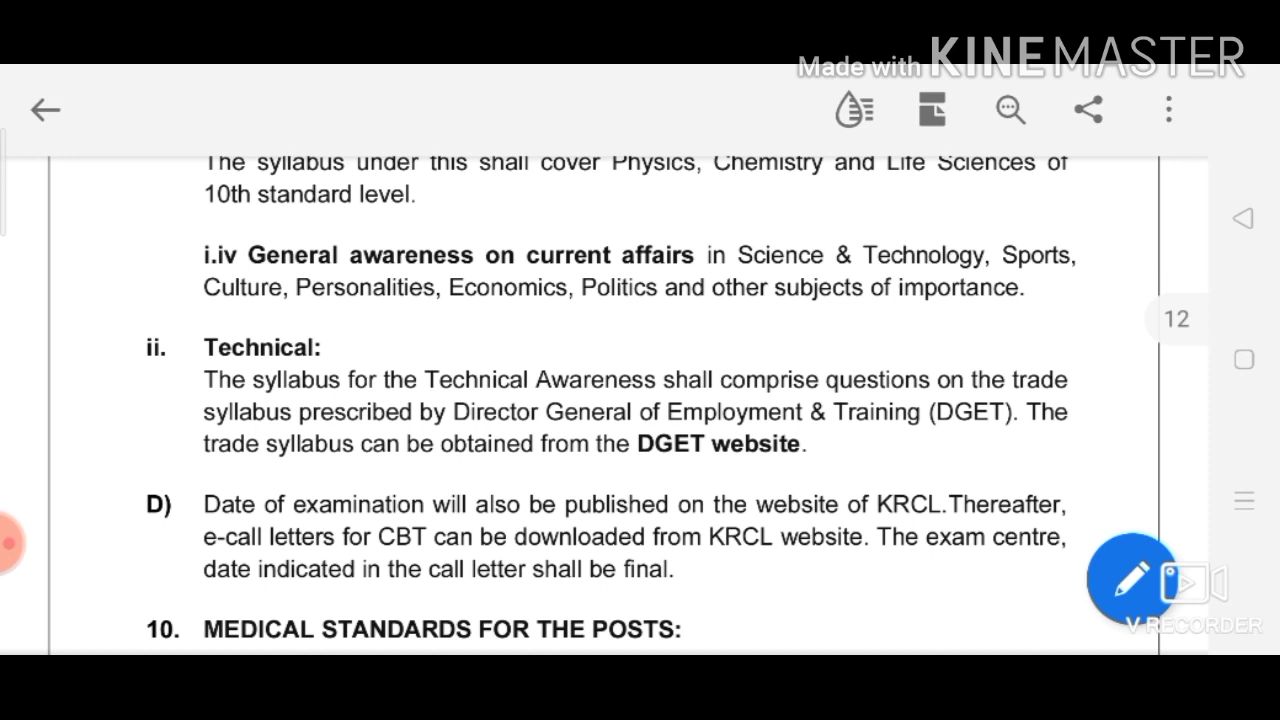 Made with KINEMASTER
The syllabus under this shall cover Physics, Chemistry and Life Sciences of
10th standard level.
i.iv General awareness on current affairs in Science & Technology, Sports,
Culture, Personalities, Economics, Politics and other subjects of importance.
12
ii. Technical:
The syllabus for the Technical Awareness shall comprise questions on the trade
syllabus prescribed by Director General of Employment & Training (DGET). The
trade syllabus can be obtained from the DGET website.
D) Date of examination will also be published on the website of KRCL.Thereafter,
e-call letters for CBT can be downloaded from KRCL website. The exam centre,
date indicated in the call letter shall be final.
V RECORDER
10. MEDICAL STANDARDS FOR THE POSTS: